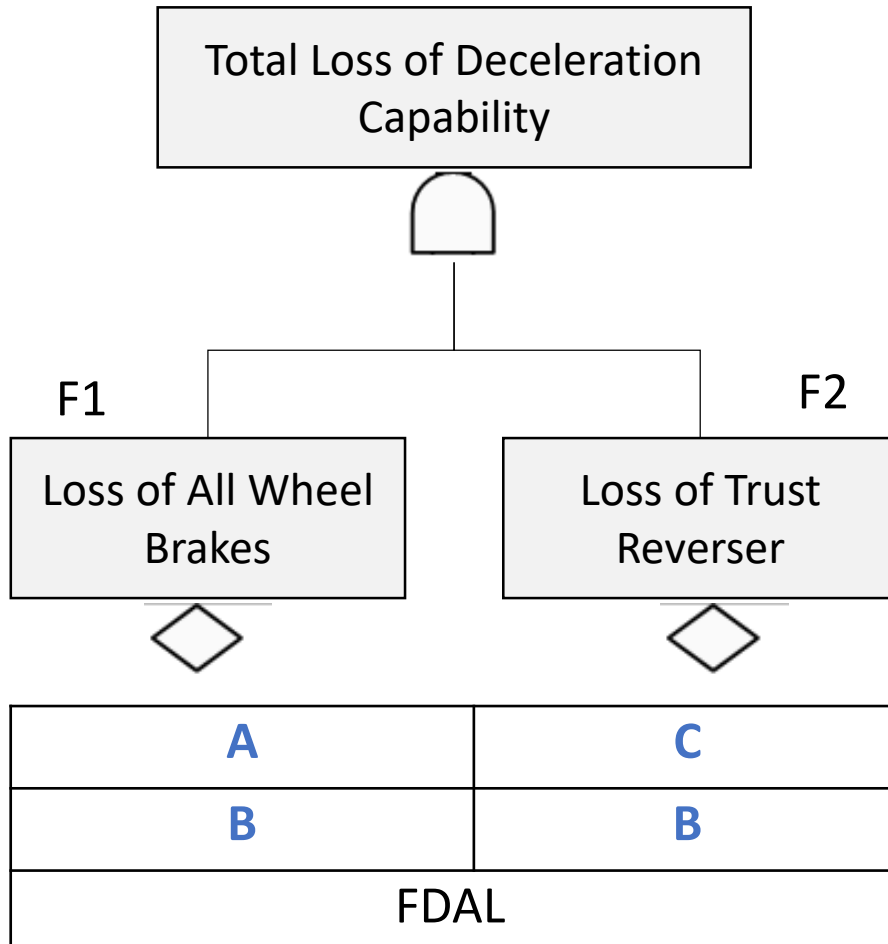 Total Loss of Deceleration
Capability
F1
F2
Loss of All Wheel
Brakes
Loss of Trust
Reverser
A
C
B
B
FDAL